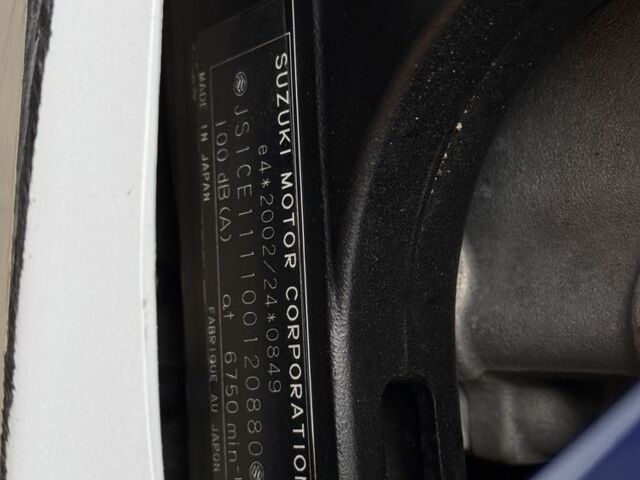 SUZUKI MOTOR CORPORATION
e4*2002/24*0849
JS1CE111100120880
100 dB(A) at 6750 min-1
MADE IN JAPAN FABRIQUE AU JAPON